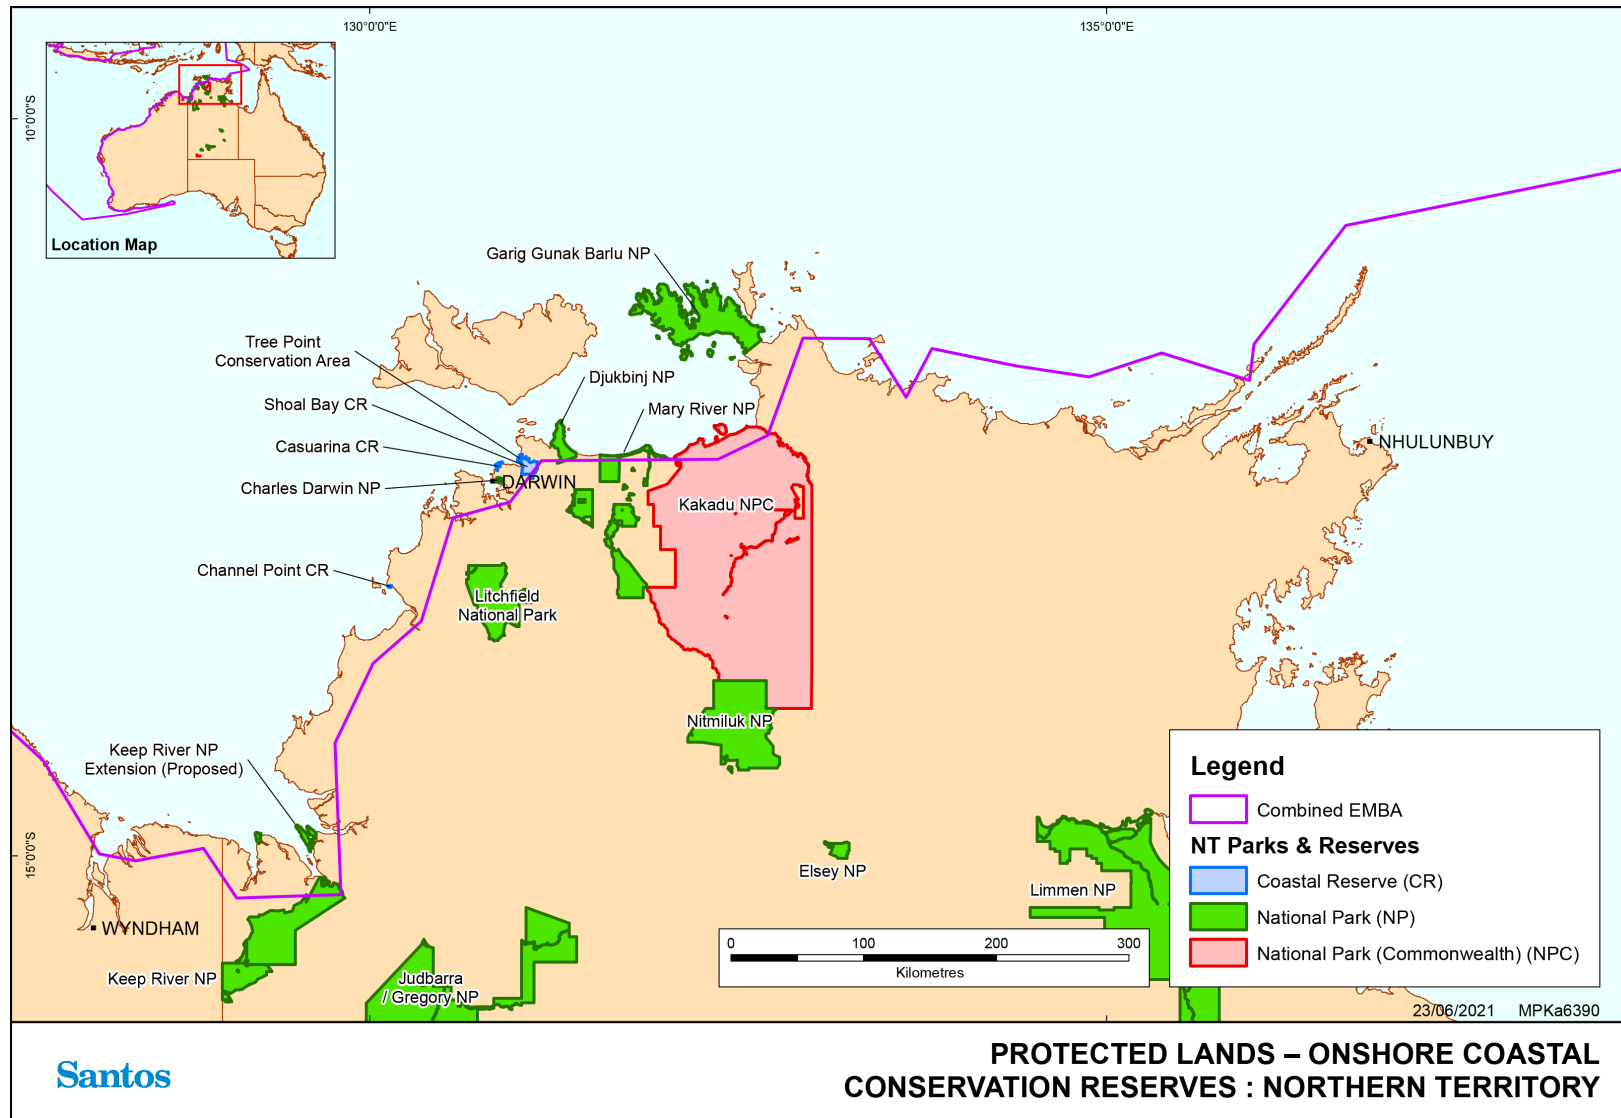 130°0'0"E
135°0'0"E
10°0'0"S
15°0'0"S
Location Map
Garig Gunak Barlu NP
Tree Point
Conservation Area
Djukbinj NP
Shoal Bay CR
Mary River NP
Casuarina CR
NHULUNBUY
Charles Darwin NP
DARWIN
Kakadu NPC
Channel Point CR
Litchfield
National Park
Nitmiluk NP
Keep River NP
Extension (Proposed)
Elsey NP
Limmen NP
WYNDHAM
Keep River NP
Judbarra
/ Gregory NP
0 100 200 300
Kilometres
Legend
Combined EMBA
NT Parks & Reserves
Coastal Reserve (CR)
National Park (NP)
National Park (Commonwealth) (NPC)
23/06/2021 MPKa6390
Santos
PROTECTED LANDS – ONSHORE COASTAL
CONSERVATION RESERVES : NORTHERN TERRITORY